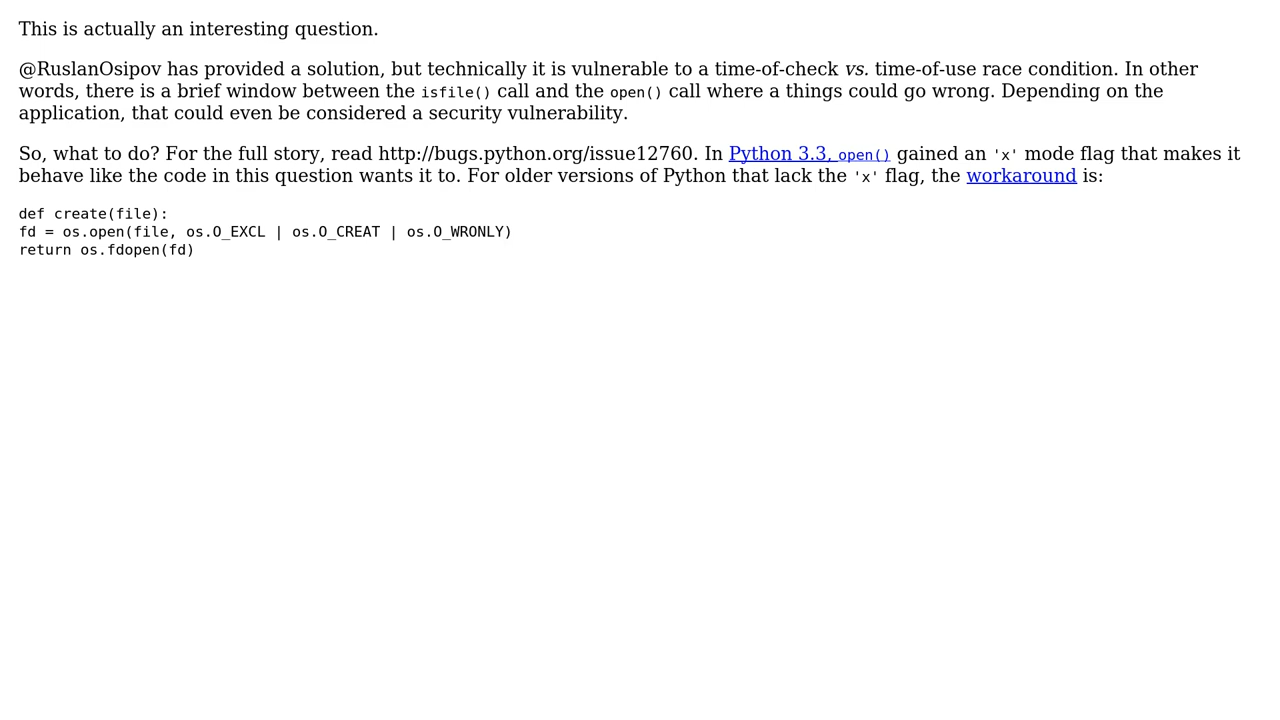 This is actually an interesting question.
@RuslanOsipov has provided a solution, but technically it is vulnerable to a time-of-check vs. time-of-use race condition. In other
words, there is a brief window between the isfile() call and the open() call where a things could go wrong. Depending on the
application, that could even be considered a security vulnerability.
So, what to do? For the full story, read http://bugs.python.org/issue12760. In Python 3.3, open() gained an 'x' mode flag that makes it
behave like the code in this question wants it to. For older versions of Python that lack the 'x' flag, the workaround is:
def create(file):
fd = os.open(file, os.O_EXCL | os.O_CREAT | os.O_WRONLY)
return os.fdopen(fd)